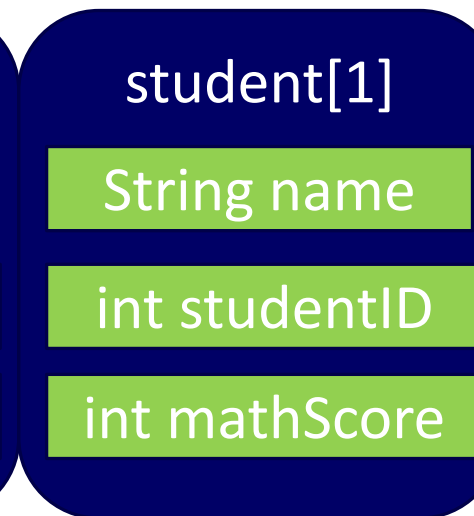 student[1]
String name
int studentID
int mathScore